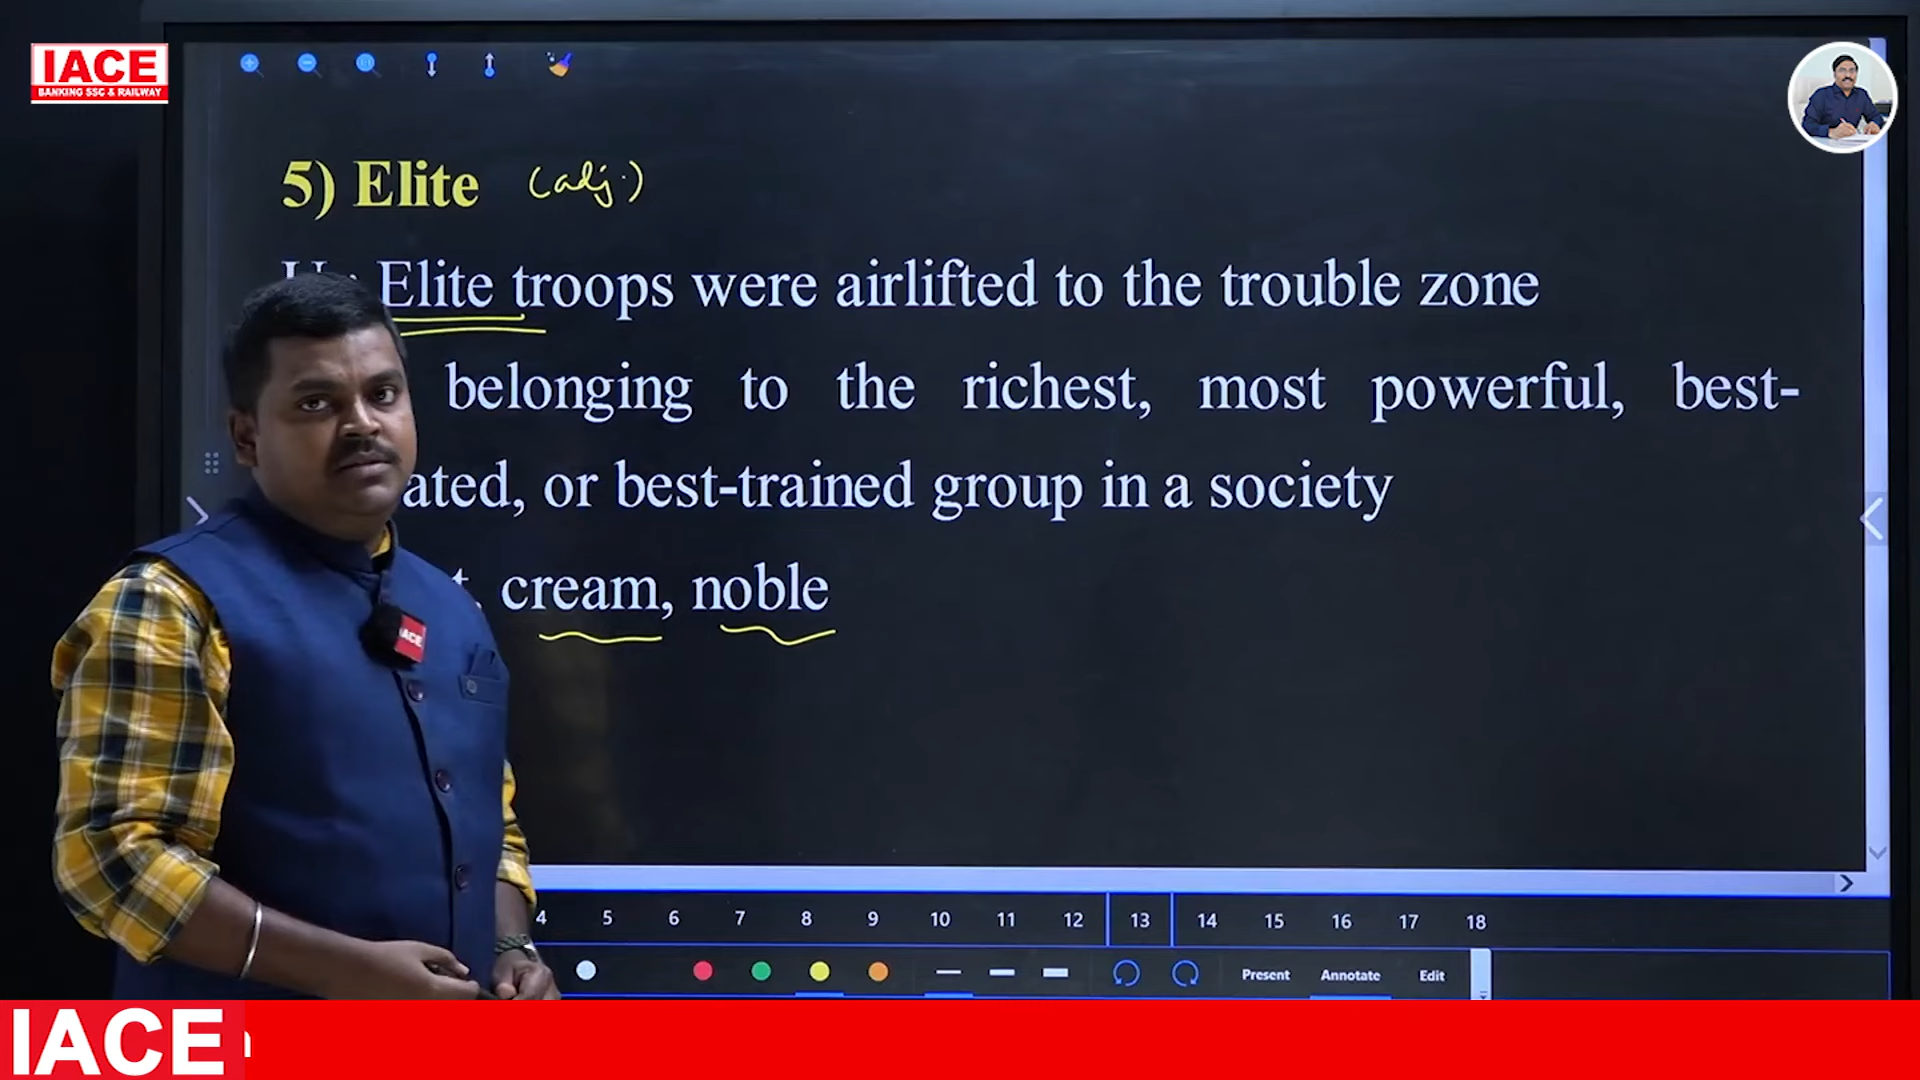 IACE
BANKING SSC & RAILWAY
5) Elite (adj.)
Elite troops were airlifted to the trouble zone
belonging to the richest, most powerful, best-
ated, or best-trained group in a society
cream, noble
IACE
4 5 6 7 8 9 10 11 12 13 14 15 16 17 18
Present Annotate Edit
IACE